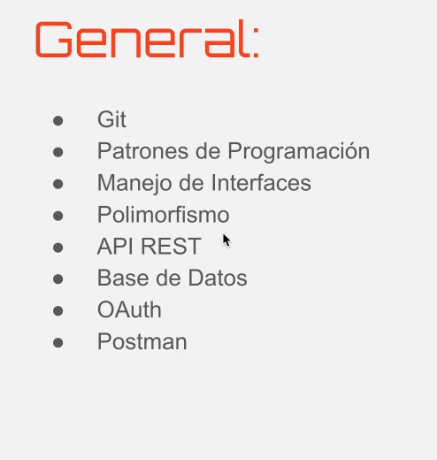 General:
● Git
● Patrones de Programación
● Manejo de Interfaces
● Polimorfismo
● API REST
● Base de Datos
● OAuth
● Postman